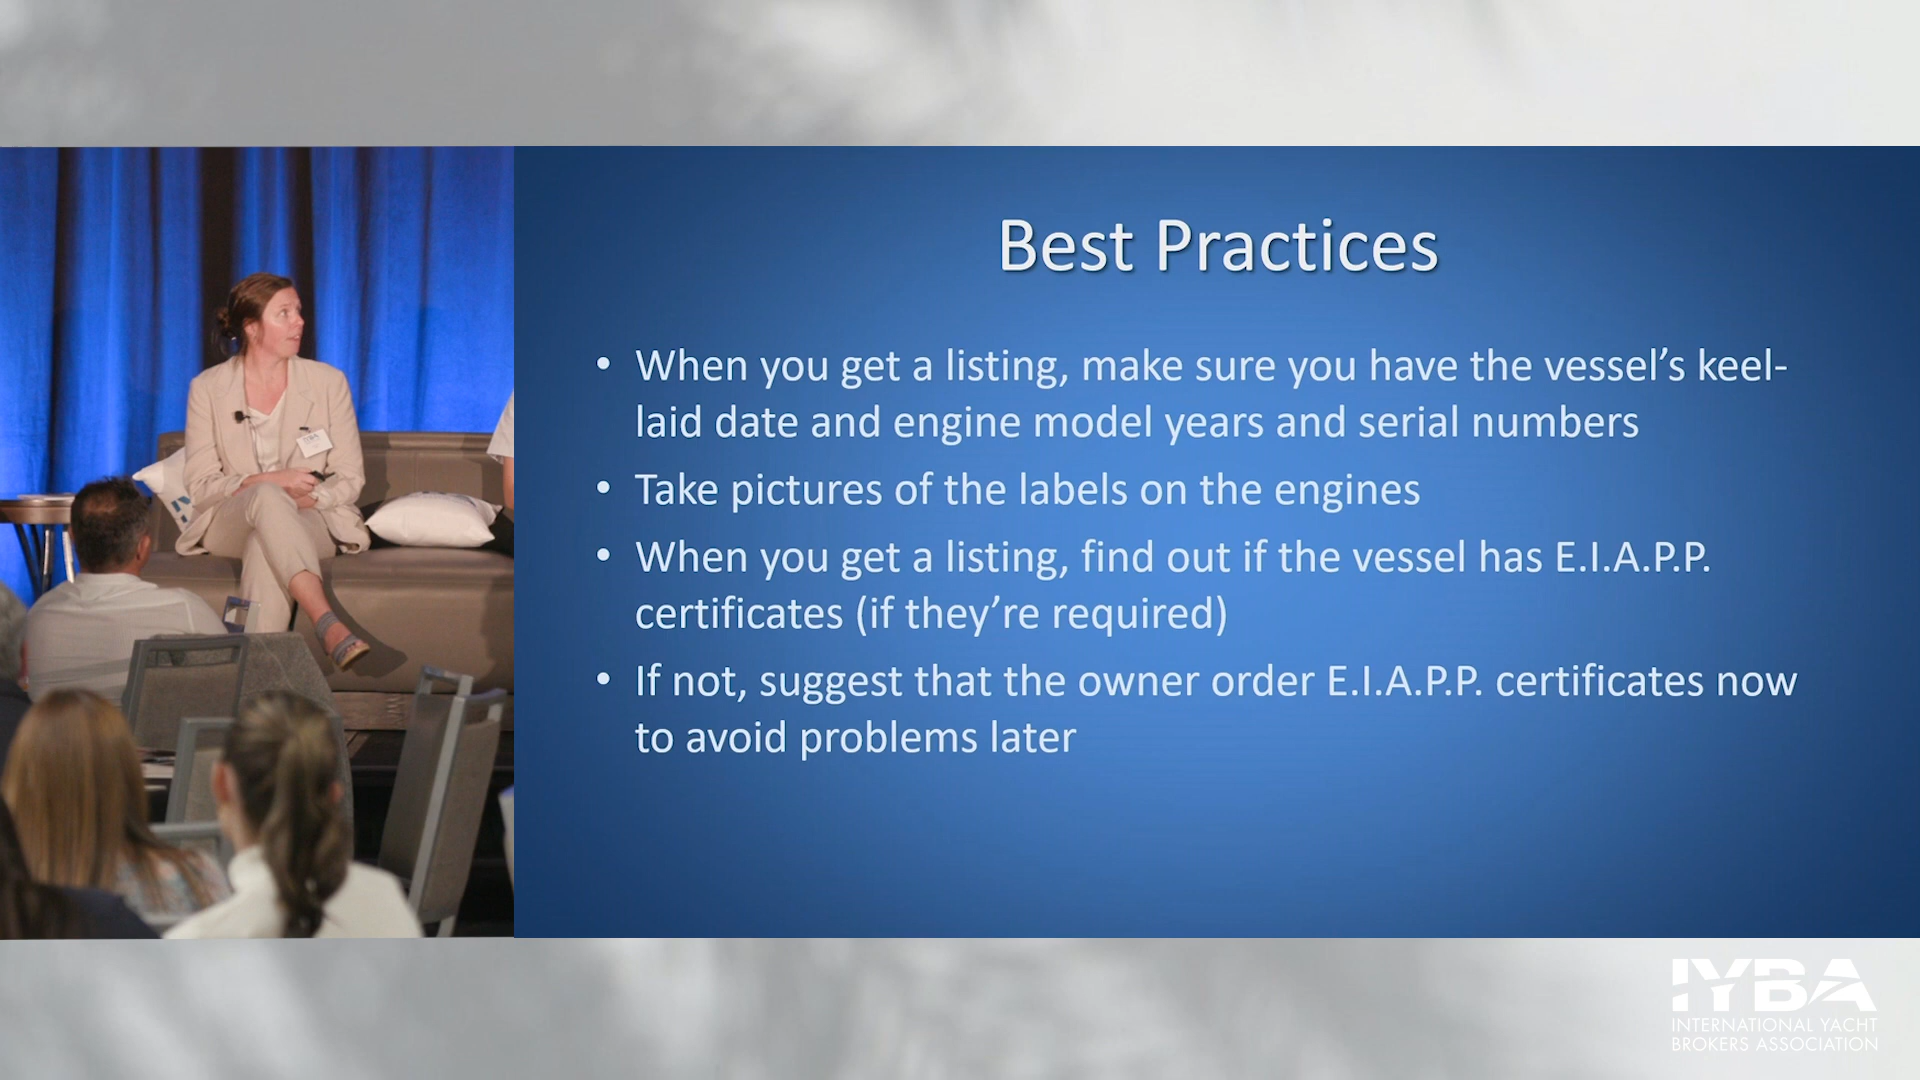 Best Practices
• When you get a listing, make sure you have the vessel’s keel-
laid date and engine model years and serial numbers
• Take pictures of the labels on the engines
• When you get a listing, find out if the vessel has E.I.A.P.P.
certificates (if they’re required)
• If not, suggest that the owner order E.I.A.P.P. certificates now
to avoid problems later
IYBA
INTERNATIONAL YACHT
BROKERS ASSOCIATION